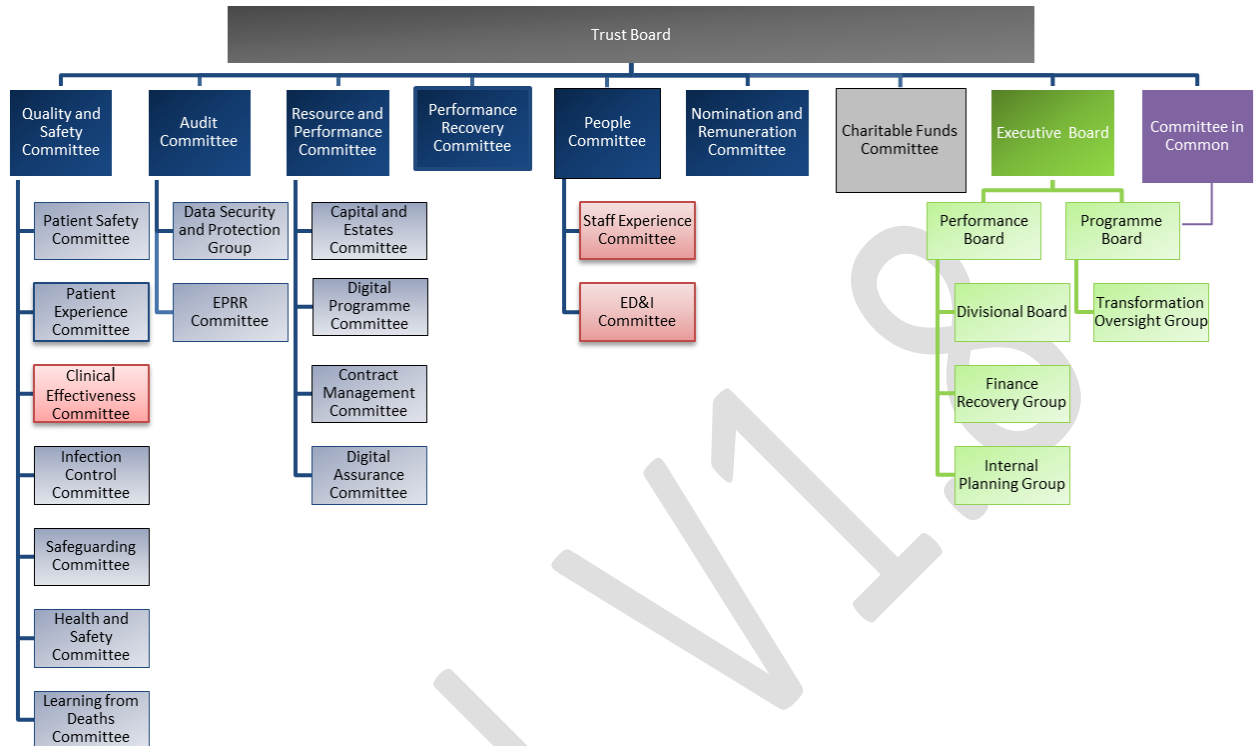 Trust Board
Quality and
Safety
Committee
Audit
Committee
Resource and
Performance
Committee
Performance
Recovery
Committee
People
Committee
Nomination and
Remuneration
Committee
Charitable Funds
Committee
Executive Board
Committee in
Common
Patient Safety
Committee
Patient
Experience
Committee
Clinical
Effectiveness
Committee
Infection
Control
Committee
Safeguarding
Committee
Health and
Safety
Committee
Learning from
Deaths
Committee
Data Security
and Protection
Group
EPRR
Committee
Capital and
Estates
Committee
Digital
Programme
Committee
Contract
Management
Committee
Digital
Assurance
Committee
Staff Experience
Committee
ED&I
Committee
Performance
Board
Divisional Board
Finance
Recovery Group
Internal
Planning Group
Programme
Board
Transformation
Oversight Group
V1.8